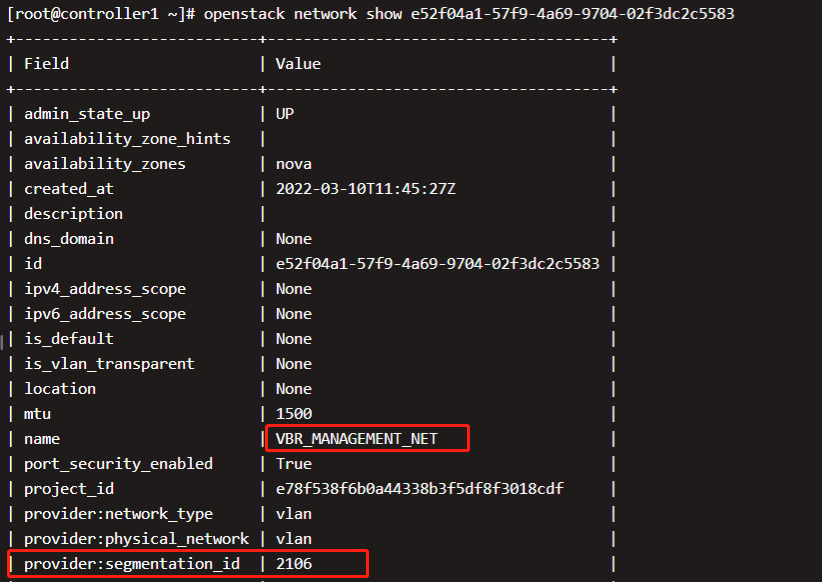 [root@controller1 ~]# openstack network show e52f04a1-57f9-4a69-9704-02f3dc2c5583
+---------------------------+--------------------------------------+
| Field                     | Value                                |
+---------------------------+--------------------------------------+
| admin_state_up            | UP                                   |
| availability_zone_hints   |                                      |
| availability_zones        | nova                                 |
| created_at                | 2022-03-10T11:45:27Z                 |
| description               |                                      |
| dns_domain                | None                                 |
| id                        | e52f04a1-57f9-4a69-9704-02f3dc2c5583 |
| ipv4_address_scope        | None                                 |
| ipv6_address_scope        | None                                 |
| is_default                | None                                 |
| is_vlan_transparent       | None                                 |
| location                  | None                                 |
| mtu                       | 1500                                 |
| name                      | VBR_MANAGEMENT_NET                   |
| port_security_enabled     | True                                 |
| project_id                | e78f538f6b0a44338b3f5df8f3018cdf     |
| provider:network_type     | vlan                                 |
| provider:physical_network | vlan                                 |
| provider:segmentation_id  | 2106                                 |